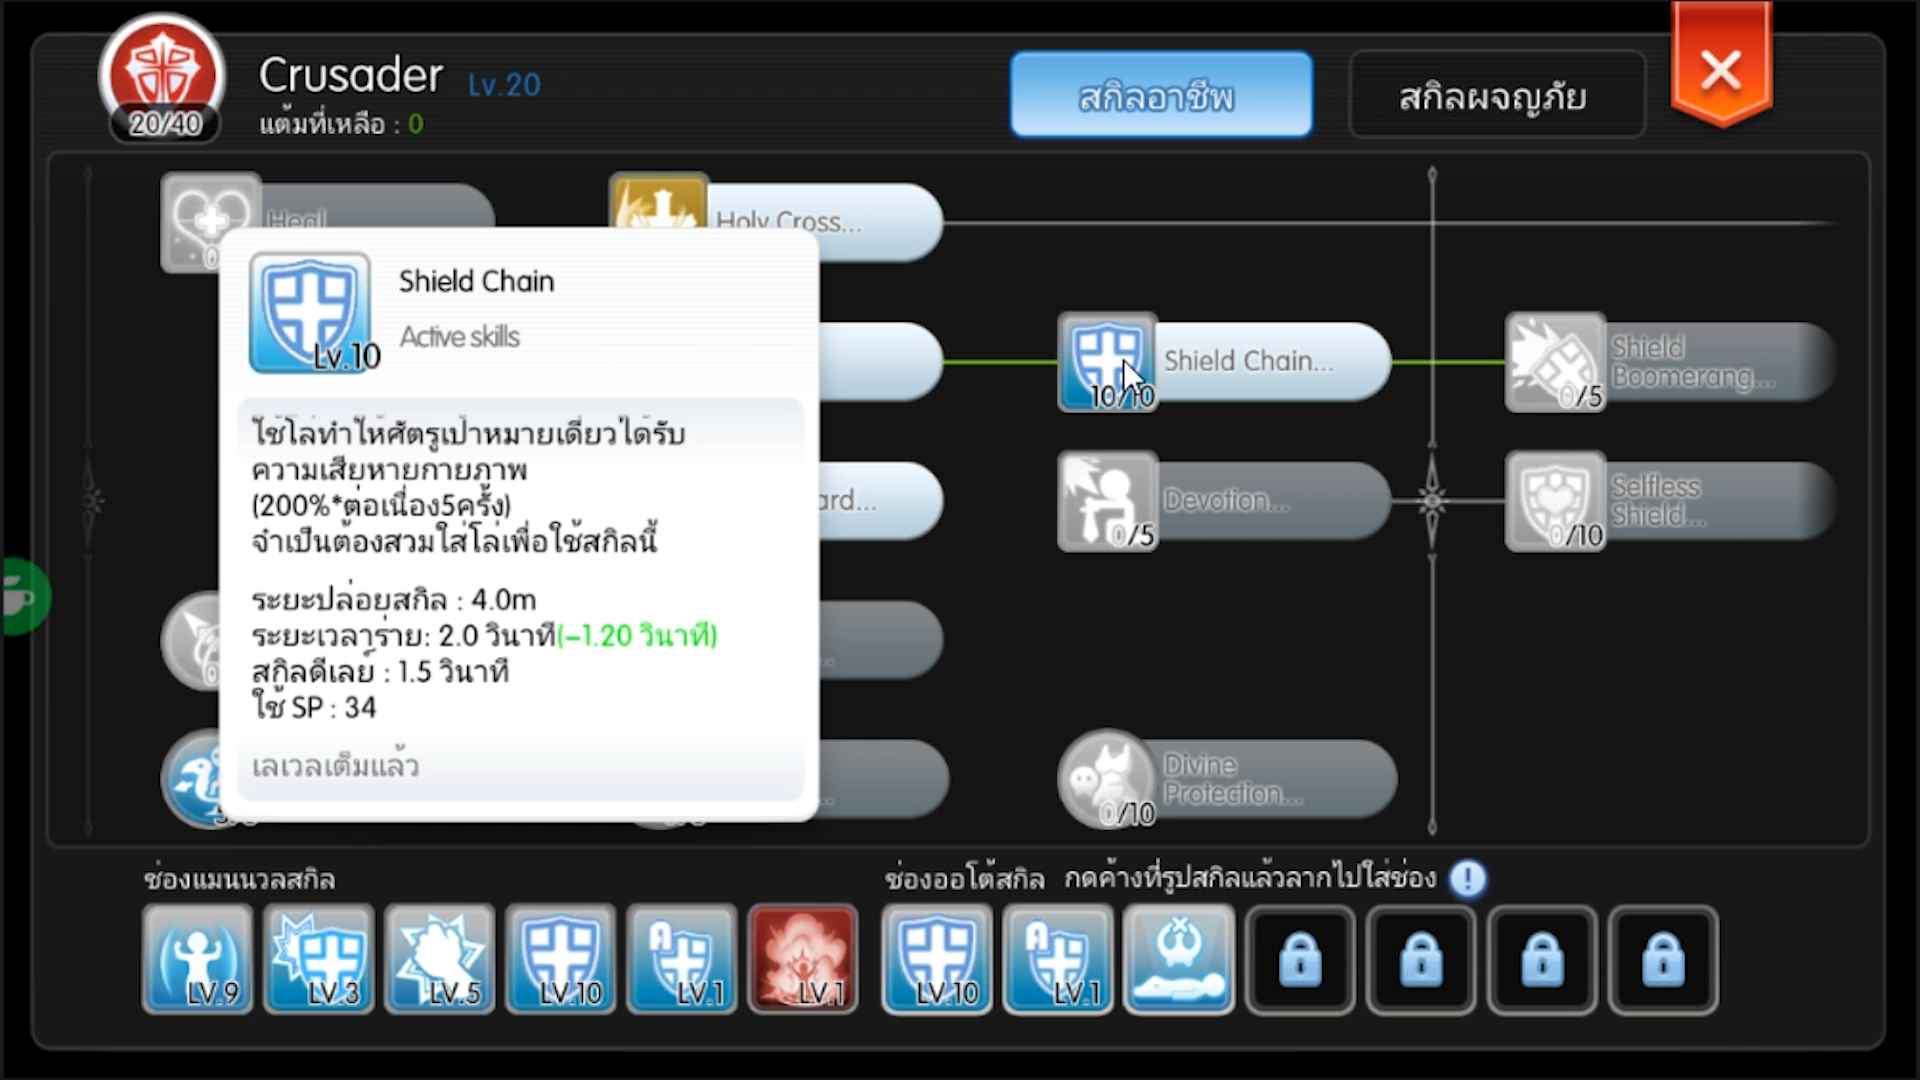 Crusader Lv.20
20/40
แต้มที่เหลือ : 0
สกิลอาชีพ
สกิลผจญภัย
Heal
Holy Cross...
Shield Chain
Active skills
Lv.10
ใช้โล่ทำให้ศัตรูเป้าหมายเดี่ยวได้รับ
ความเสียหายกายภาพ
(200%*ต่อเนื่อง5ครั้ง)
จำเป็นต้องสวมใส่โล่เพื่อใช้สกิลนี้
ระยะปล่อยสกิล : 4.0m
ระยะเวลาร่าย: 2.0 วินาที(-1.20 วินาที)
สกิลดีเลย์ : 1.5 วินาที
ใช้ SP : 34
เลเวลเต็มแล้ว
Shield Chain...
10/10
Shield
Boomerang...
0/5
ard...
Devotion...
0/5
Selfless
Shield...
0/10
Divine
Protection...
0/10
ช่องแมนนวลสกิล
ช่องออโต้สกิล กดค้างที่รูปสกิลแล้วลากไปใส่ช่อง
LV.9 LV.3 LV.5 LV.10 LV.1 LV.1 LV.10 LV.1